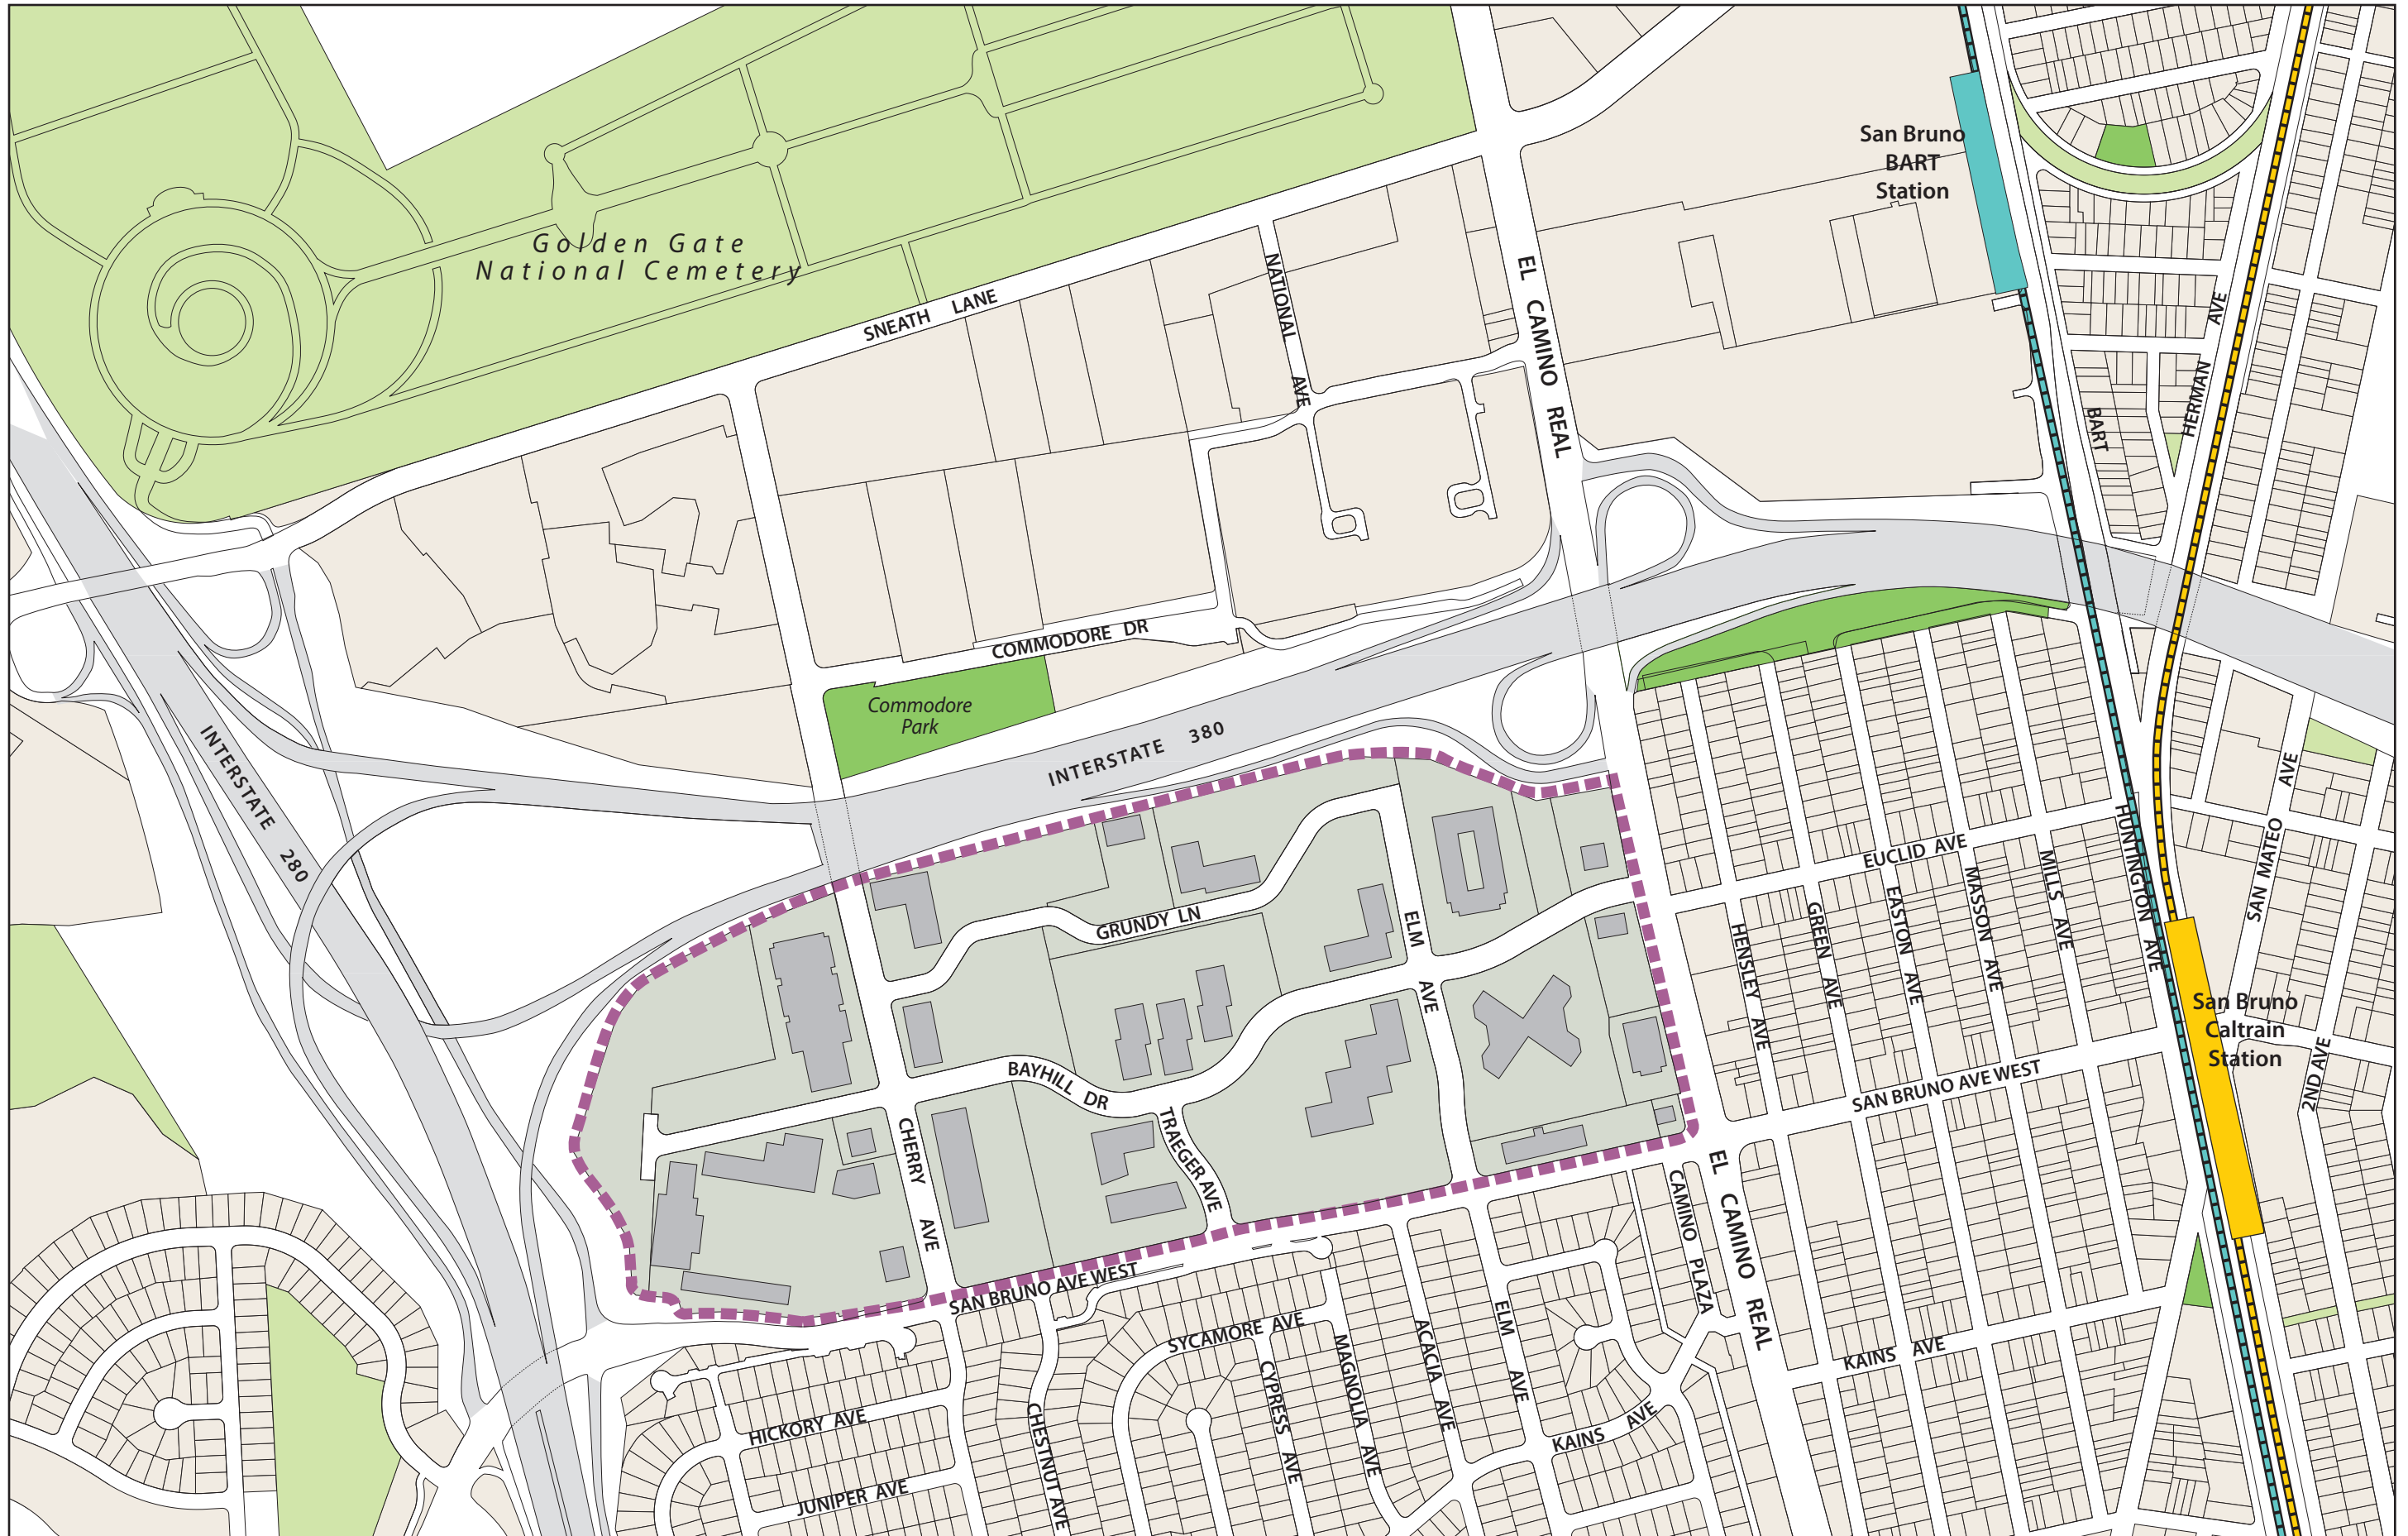 San Bruno
BART
Station
Golden Gate
National Cemetery
SNEATH LANE
NATIONAL AVE
EL CAMINO REAL
HERMAN AVE
BART
COMMODORE DR
Commodore
Park
INTERSTATE 380
INTERSTATE 280
SAN MATEO AVE
HUNTINGTON AVE
EUCLID AVE
MILLS AVE
MASSON AVE
EASTON AVE
GREEN AVE
HENSLEY AVE
GRUNDY LN
ELM AVE
San Bruno
Caltrain
Station
2ND AVE
SAN BRUNO AVE WEST
BAYHILL DR
TRAEGER AVE
CHERRY AVE
EL CAMINO REAL
CAMINO PLAZA
SAN BRUNO AVE WEST
SYCAMORE AVE
KAINS AVE
ELM AVE
ACACIA AVE
MAGNOLIA AVE
CYPRESS AVE
CHESTNUT AVE
HICKORY AVE
KAINS AVE
JUNIPER AVE